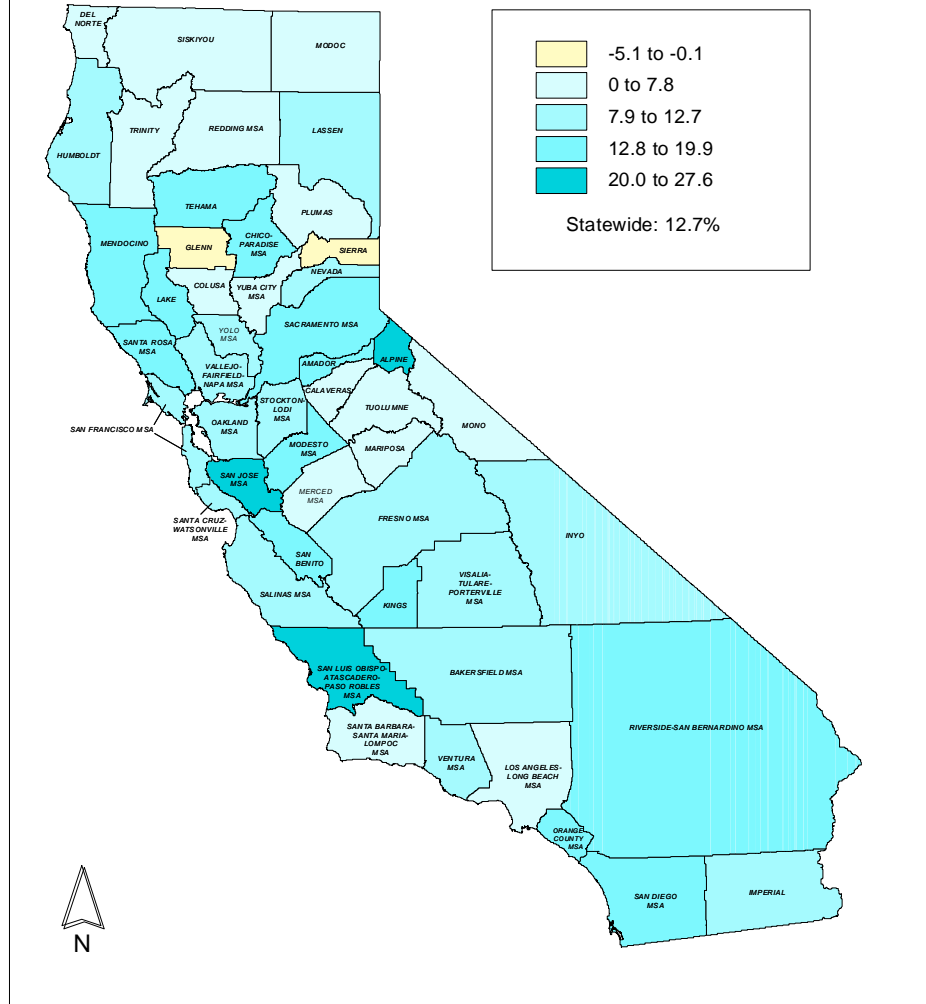 DEL
NORTE
SISKIYOU
MODOC
-5.1 to -0.1
0 to 7.8
7.9 to 12.7
12.8 to 19.9
20.0 to 27.6
Statewide: 12.7%
TRINITY
REDDING MSA
LASSEN
HUMBOLDT
TEHAMA
PLUMAS
MENDOCINO
GLENN
CHICO-
PARADISE
MSA
SIERRA
NEVADA
COLUSA
YUBA CITY
MSA
LAKE
SACRAMENTO MSA
YOLO
MSA
SANTA ROSA
MSA
VALLEJO-
FAIRFIELD-
NAPA MSA
AMADOR
ALPINE
CALAVERAS
STOCKTON-
LODI
MSA
TUOLUMNE
MONO
SAN FRANCISCO MSA
OAKLAND
MSA
MODESTO
MSA
MARIPOSA
SAN JOSE
MSA
MERCED
MSA
FRESNO MSA
SANTA CRUZ-
WATSONVILLE
MSA
INYO
SAN
BENITO
VISALIA-
TULARE-
PORTERVILLE
MSA
SALINAS MSA
KINGS
SAN LUIS OBISPO-
ATASCADERO-
PASO ROBLES
MSA
BAKERSFIELD MSA
SANTA BARBARA-
SANTA MARIA-
LOMPOC
MSA
RIVERSIDE-SAN BERNARDINO MSA
VENTURA
MSA
LOS ANGELES-
LONG BEACH
MSA
ORANGE
COUNTY
MSA
SAN DIEGO
MSA
IMPERIAL
N